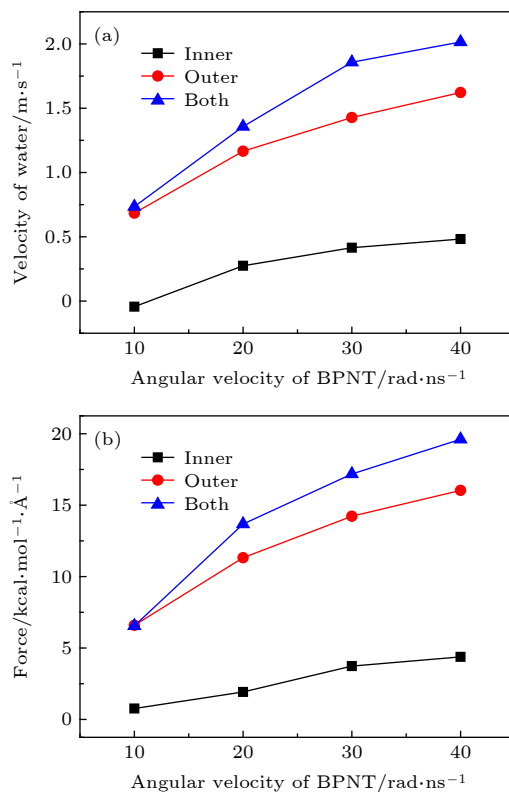 (a)
Inner
Outer
Both
Velocity of water/m·s⁻¹
2.0
1.5
1.0
0.5
0
10 20 30 40
Angular velocity of BPNT/rad·ns⁻¹
(b)
Inner
Outer
Both
Force/kcal·mol⁻¹·Å⁻¹
20
15
10
5
0
10 20 30 40
Angular velocity of BPNT/rad·ns⁻¹